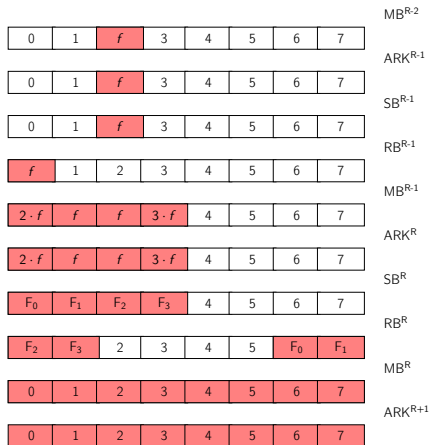 MB^R-2
0 1 f 3 4 5 6 7
ARK^R-1
0 1 f 3 4 5 6 7
SB^R-1
0 1 f 3 4 5 6 7
RB^R-1
f 1 2 3 4 5 6 7
MB^R-1
2 · f f f 3 · f 4 5 6 7
ARK^R
2 · f f f 3 · f 4 5 6 7
SB^R
F₀ F₁ F₂ F₃ 4 5 6 7
RB^R
F₂ F₃ 2 3 4 5 F₀ F₁
MB^R
0 1 2 3 4 5 6 7
ARK^R+1
0 1 2 3 4 5 6 7